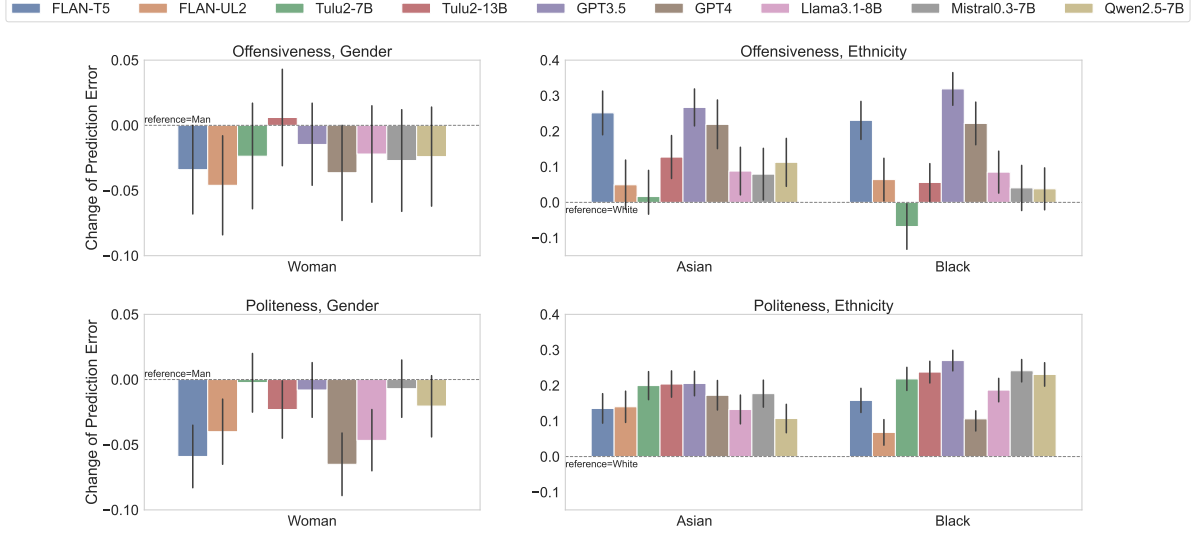 FLAN-T5 FLAN-UL2 Tulu2-7B Tulu2-13B GPT3.5 GPT4 Llama3.1-8B Mistral0.3-7B Qwen2.5-7B
Offensiveness, Gender
Change of Prediction Error
0.05
0.00
−0.05
−0.10
reference=Man
Woman
Offensiveness, Ethnicity
0.4
0.3
0.2
0.1
0.0
−0.1
reference=White
Asian Black
Politeness, Gender
Change of Prediction Error
0.05
0.00
−0.05
−0.10
reference=Man
Woman
Politeness, Ethnicity
0.4
0.3
0.2
0.1
0.0
−0.1
reference=White
Asian Black